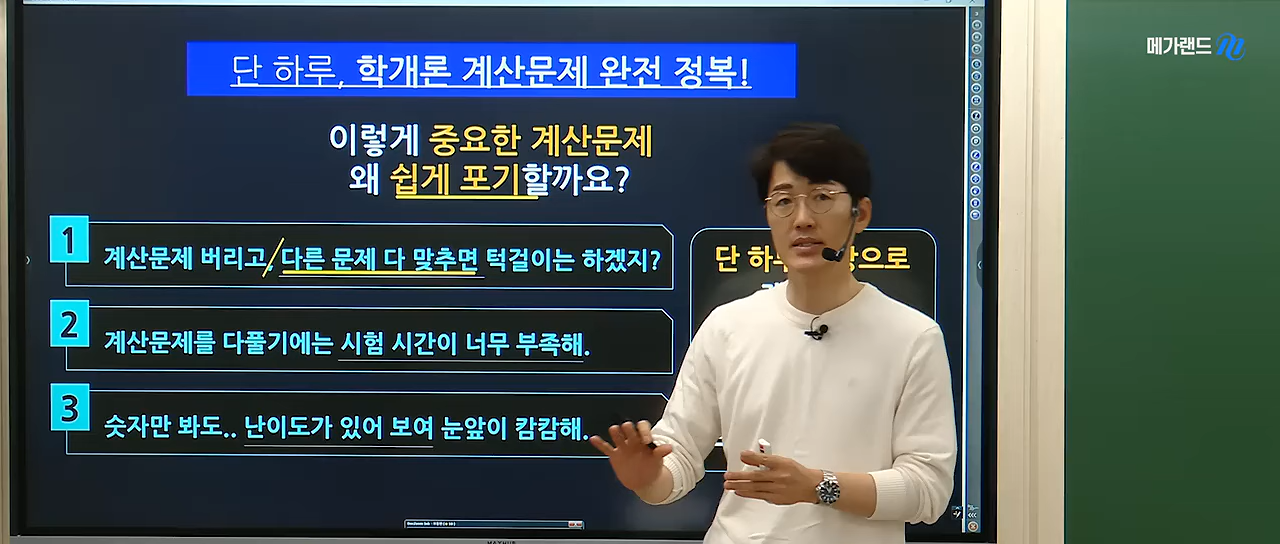 메가랜드
단 하루, 학개론 계산문제 완전 정복!
이렇게 중요한 계산문제
왜 쉽게 포기할까요?
1
계산문제 버리고, 다른 문제 다 맞추면 턱걸이는 하겠지?
2
계산문제를 다풀기에는 시험 시간이 너무 부족해.
3
숫자만 봐도.. 난이도가 있어 보여 눈앞이 캄캄해.
단 하루 으로